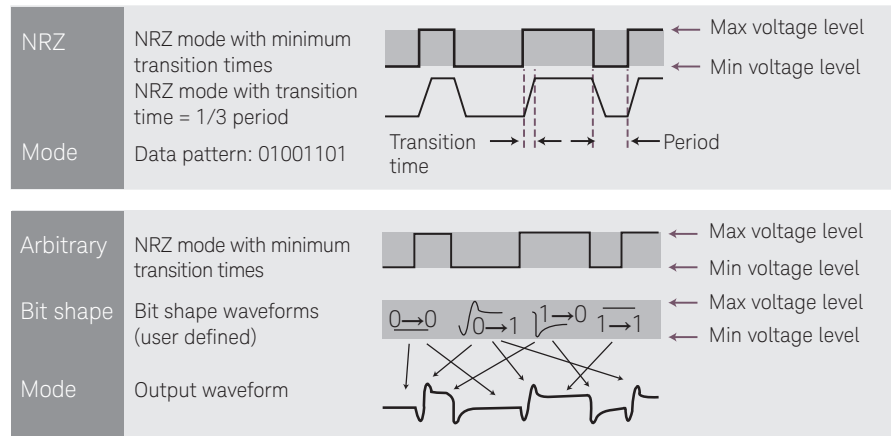 NRZ
Mode
NRZ mode with minimum
transition times
NRZ mode with transition
time = 1/3 period
Data pattern: 01001101
Max voltage level
Min voltage level
Transition
time
Period
Arbitrary
Bit shape
Mode
NRZ mode with minimum
transition times
Max voltage level
Min voltage level
Bit shape waveforms
(user defined)
0→0 0→1 1→0 1→1
Max voltage level
Min voltage level
Output waveform